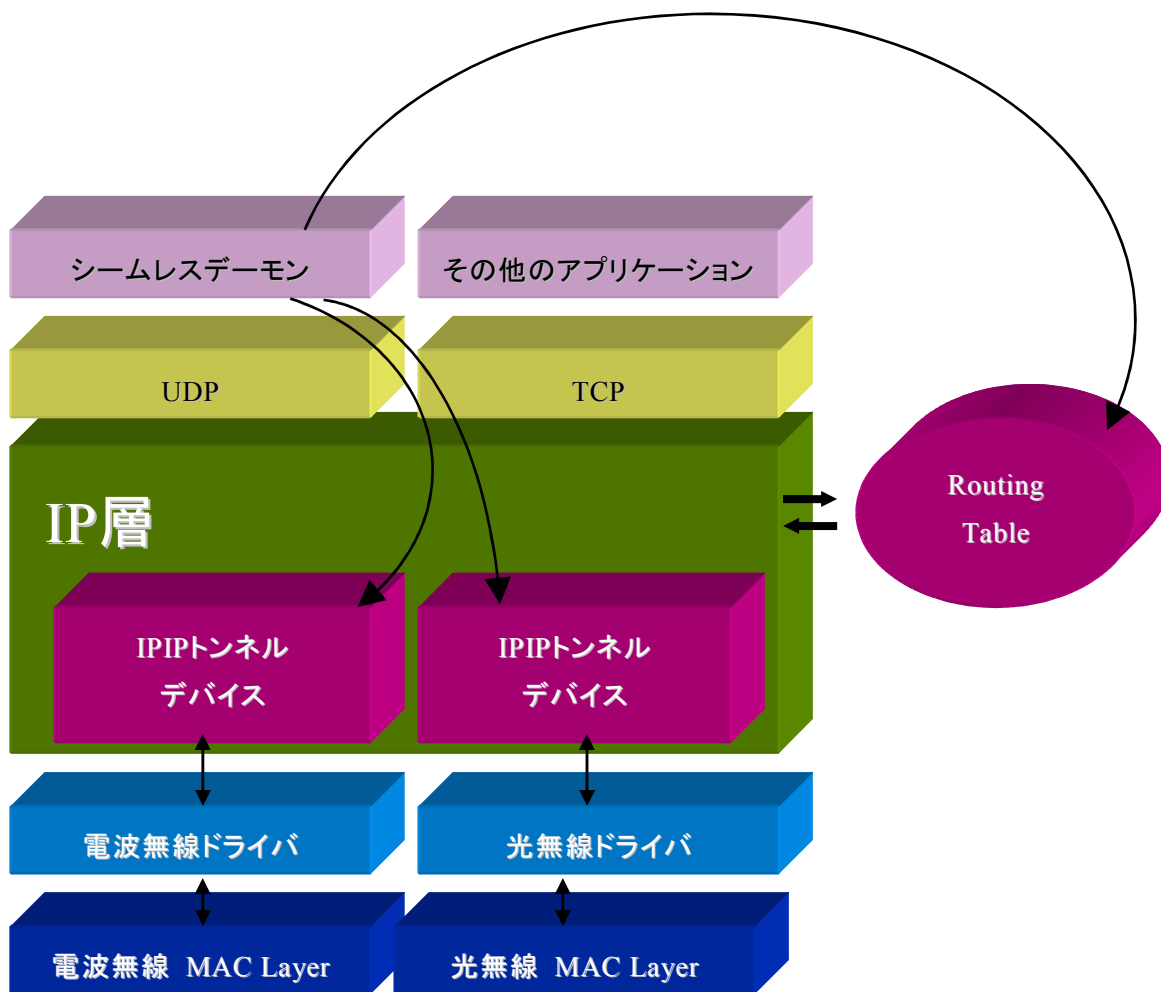 シームレスデーモン
その他のアプリケーション
UDP
TCP
IP層
Routing
Table
IPIPトンネル
デバイス
IPIPトンネル
デバイス
電波無線ドライバ
光無線ドライバ
電波無線 MAC Layer
光無線 MAC Layer